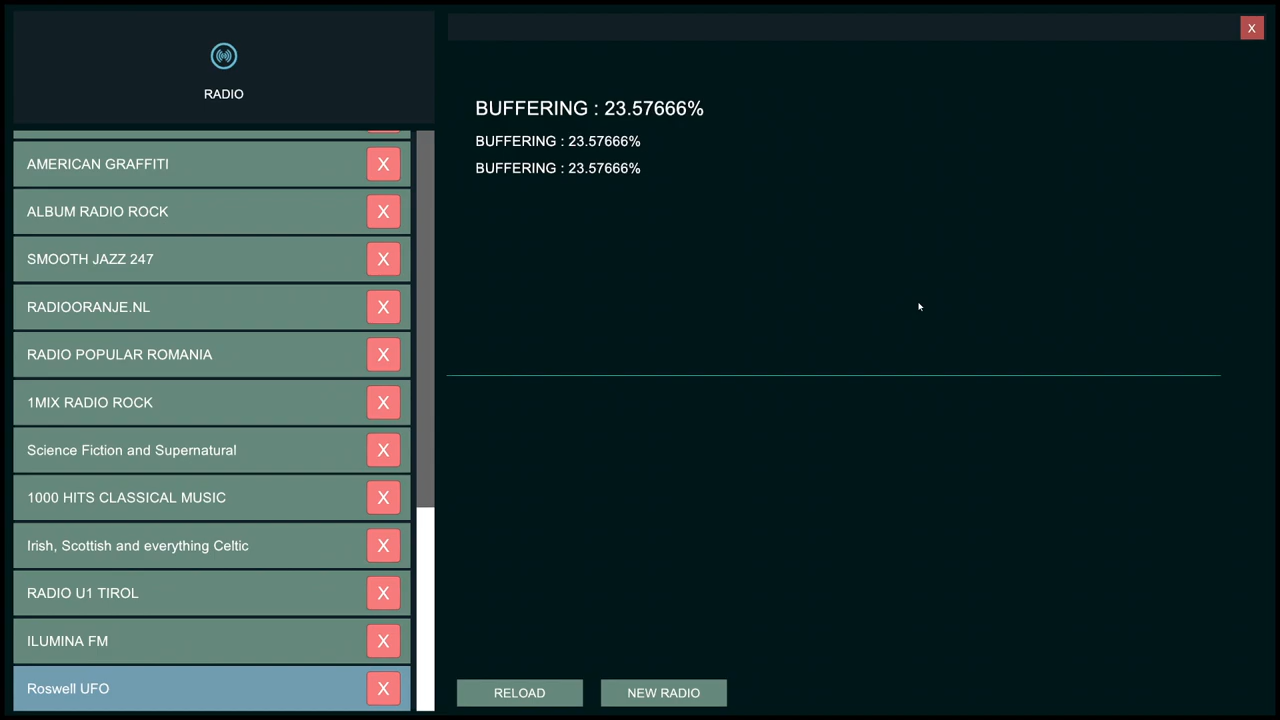 RADIO
AMERICAN GRAFFITI X
ALBUM RADIO ROCK X
SMOOTH JAZZ 247 X
RADIOORANJE.NL X
RADIO POPULAR ROMANIA X
1MIX RADIO ROCK X
Science Fiction and Supernatural X
1000 HITS CLASSICAL MUSIC X
Irish, Scottish and everything Celtic X
RADIO U1 TIROL X
ILUMINA FM X
Roswell UFO X
X
BUFFERING : 23.57666%
BUFFERING : 23.57666%
BUFFERING : 23.57666%
RELOAD NEW RADIO